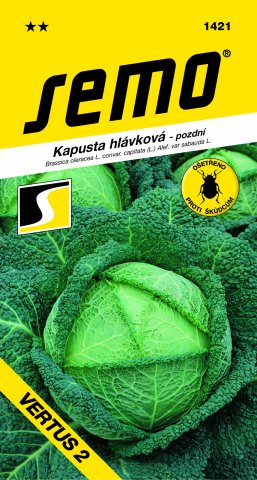 ★★ 1421
semo®
Kapusta hlávková - pozdní
Brassica oleracea L. convar. capitata (L.) Alef. var sabauda L.
OŠETŘENO
PROTI ŠKŮDCŮM
S
VERTUS 2